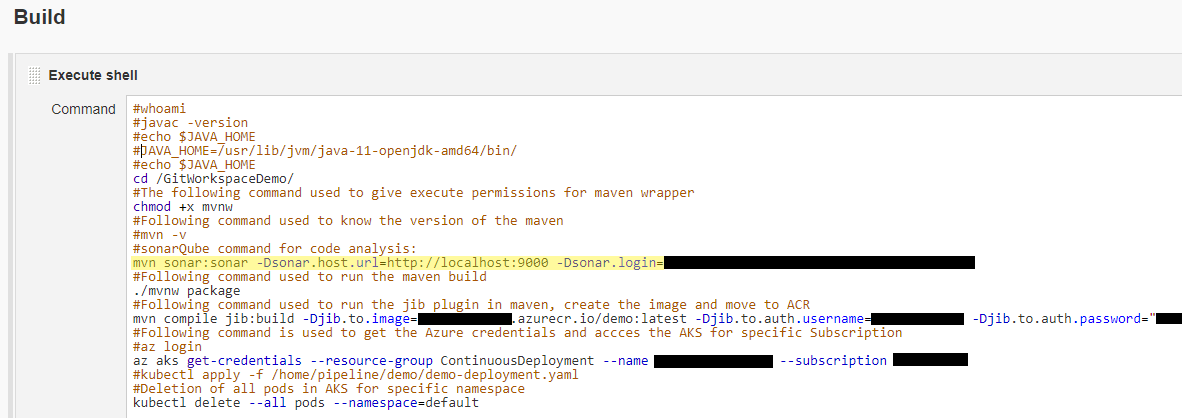 Build
Execute shell
Command
#whoami
#javac -version
#echo $JAVA_HOME
#JAVA_HOME=/usr/lib/jvm/java-11-openjdk-amd64/bin/
#echo $JAVA_HOME
cd /GitWorkspaceDemo/
#The following command used to give execute permissions for maven wrapper
chmod +x mvnw
#Following command used to know the version of the maven
#mvn -v
#sonarQube command for code analysis:
mvn sonar:sonar -Dsonar.host.url=http://localhost:9000 -Dsonar.login=
#Following command used to run the maven build
./mvnw package
#Following command used to run the jib plugin in maven, create the image and move to ACR
mvn compile jib:build -Djib.to.image= .azurecr.io/demo:latest -Djib.to.auth.username= -Djib.to.auth.password="
#Following command is used to get the Azure credentials and accces the AKS for specific Subscription
#az login
az aks get-credentials --resource-group ContinuousDeployment --name --subscription
#kubectl apply -f /home/pipeline/demo/demo-deployment.yaml
#Deletion of all pods in AKS for specific namespace
kubectl delete --all pods --namespace=default